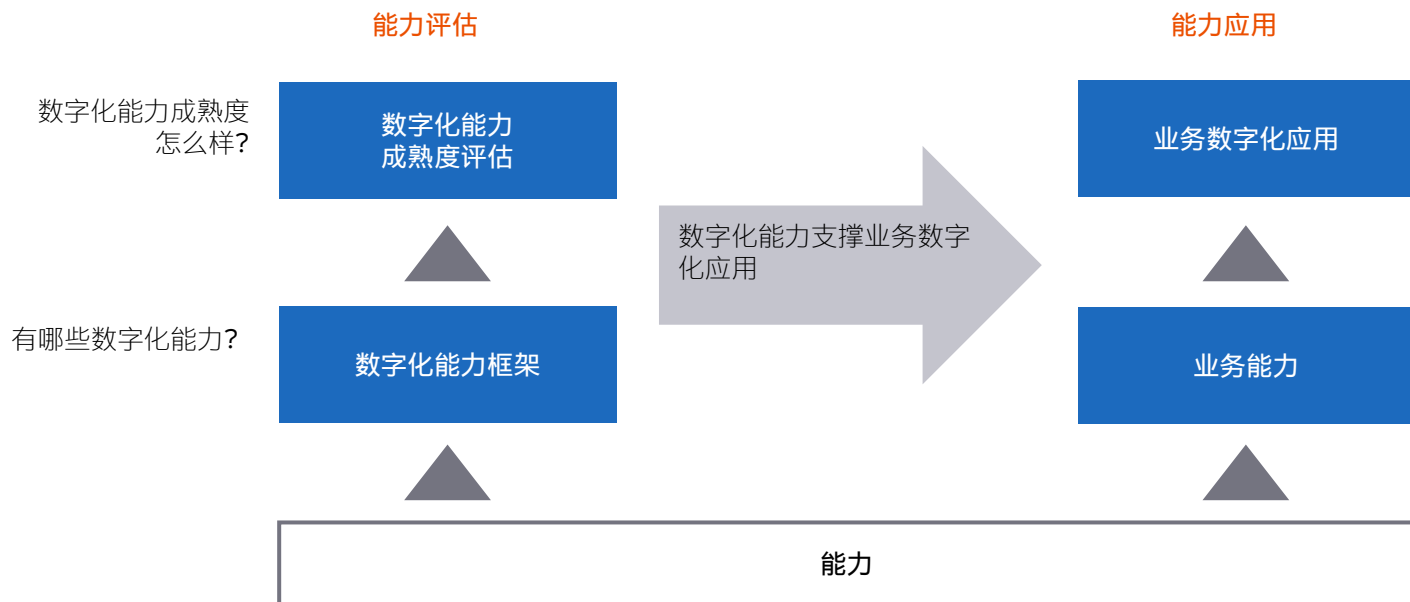 能力评估
能力应用
数字化能力成熟度
怎么样?
数字化能力
成熟度评估
业务数字化应用
数字化能力支撑业务数字
化应用
有哪些数字化能力?
数字化能力框架
业务能力
能力